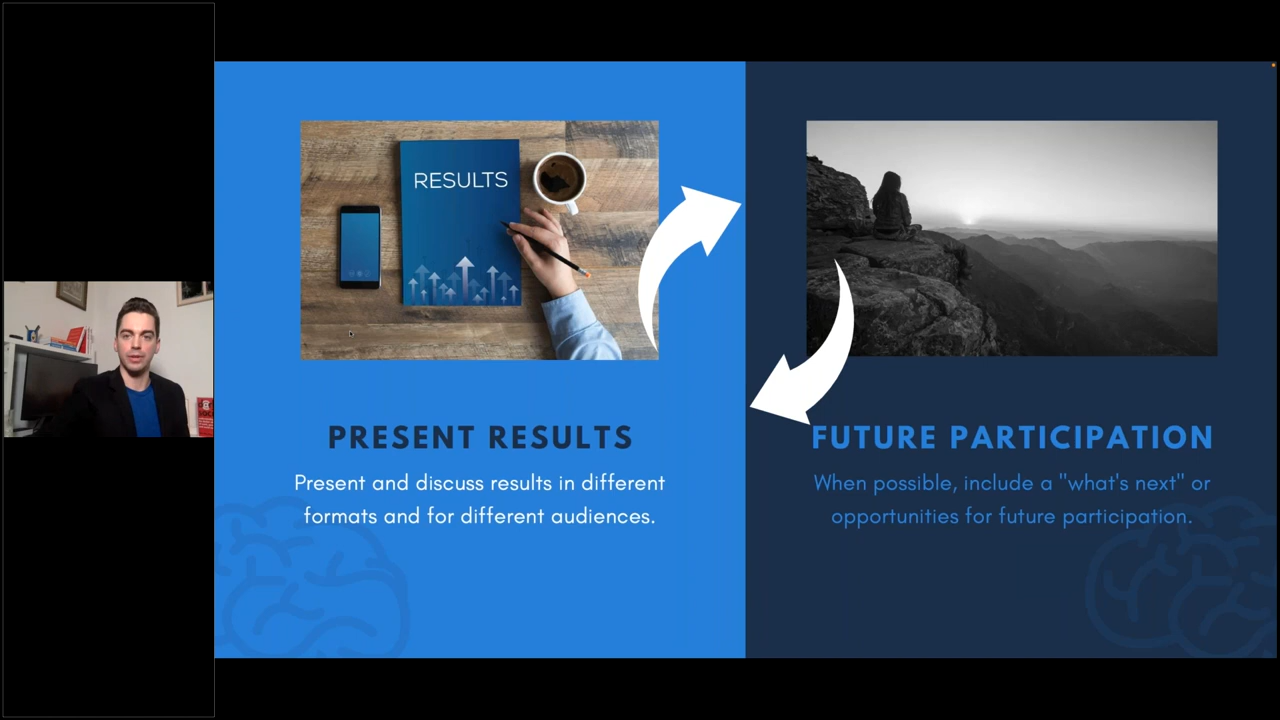 RESULTS
PRESENT RESULTS
Present and discuss results in different
formats and for different audiences.
FUTURE PARTICIPATION
When possible, include a "what's next" or
opportunities for future participation.